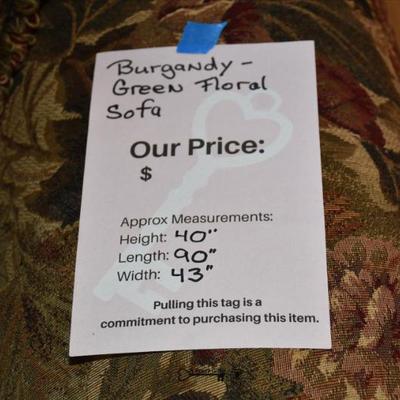 Burgandy -
Green Floral
Sofa
Our Price:
$
Approx Measurements:
Height: 40"
Length: 90"
Width: 43"
Pulling this tag is a
commitment to purchasing this item.